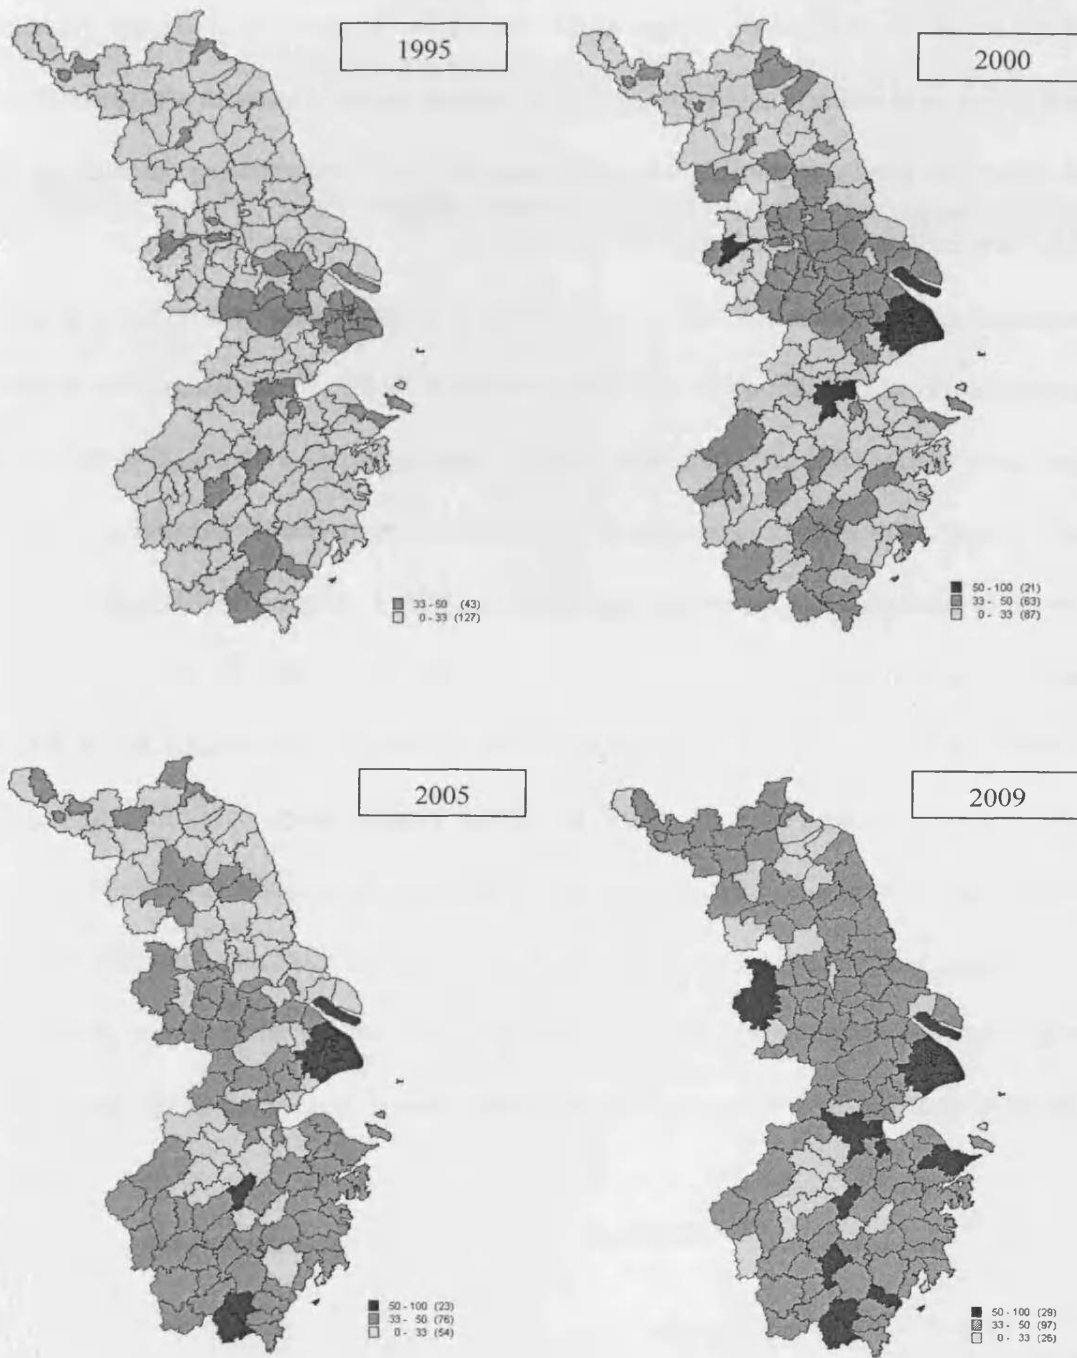 1995
33 - 50 (43)
0 - 33 (127)
2000
50 - 100 (21)
33 - 50 (63)
0 - 33 (87)
2005
50 - 100 (23)
33 - 50 (76)
0 - 33 (54)
2009
50 - 100 (29)
33 - 50 (97)
0 - 33 (26)